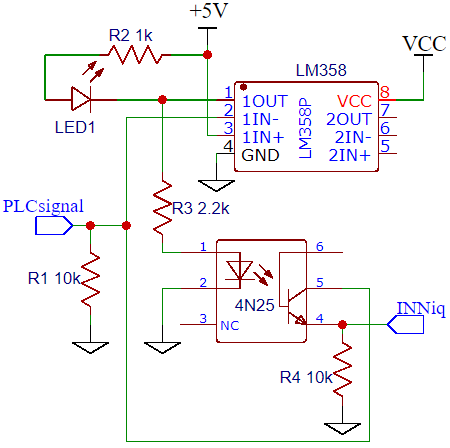 +5V
R2 1k
VCC
LM358
LED1
1 1OUT VCC 8
2 1IN- 2OUT 7
3 1IN+ 2IN- 6
4 GND 2IN+ 5
LM358P
PLCsignal
R3 2.2k
R1 10k
1 6
2 5
4N25
3 NC 4
INNiq
R4 10k